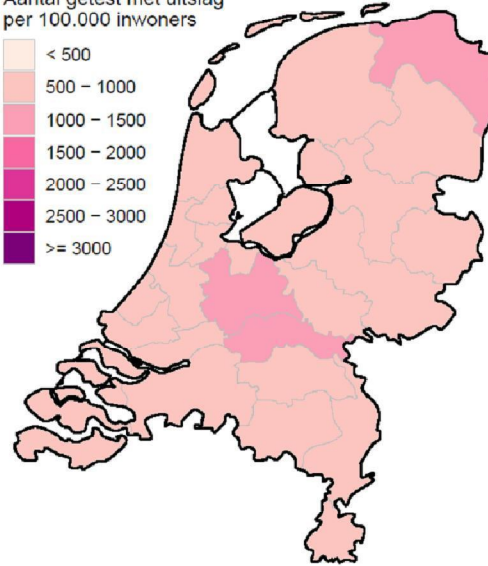 Aantal getest met uitslag
per 100.000 inwoners
< 500
500 – 1000
1000 – 1500
1500 – 2000
2000 – 2500
2500 – 3000
>= 3000